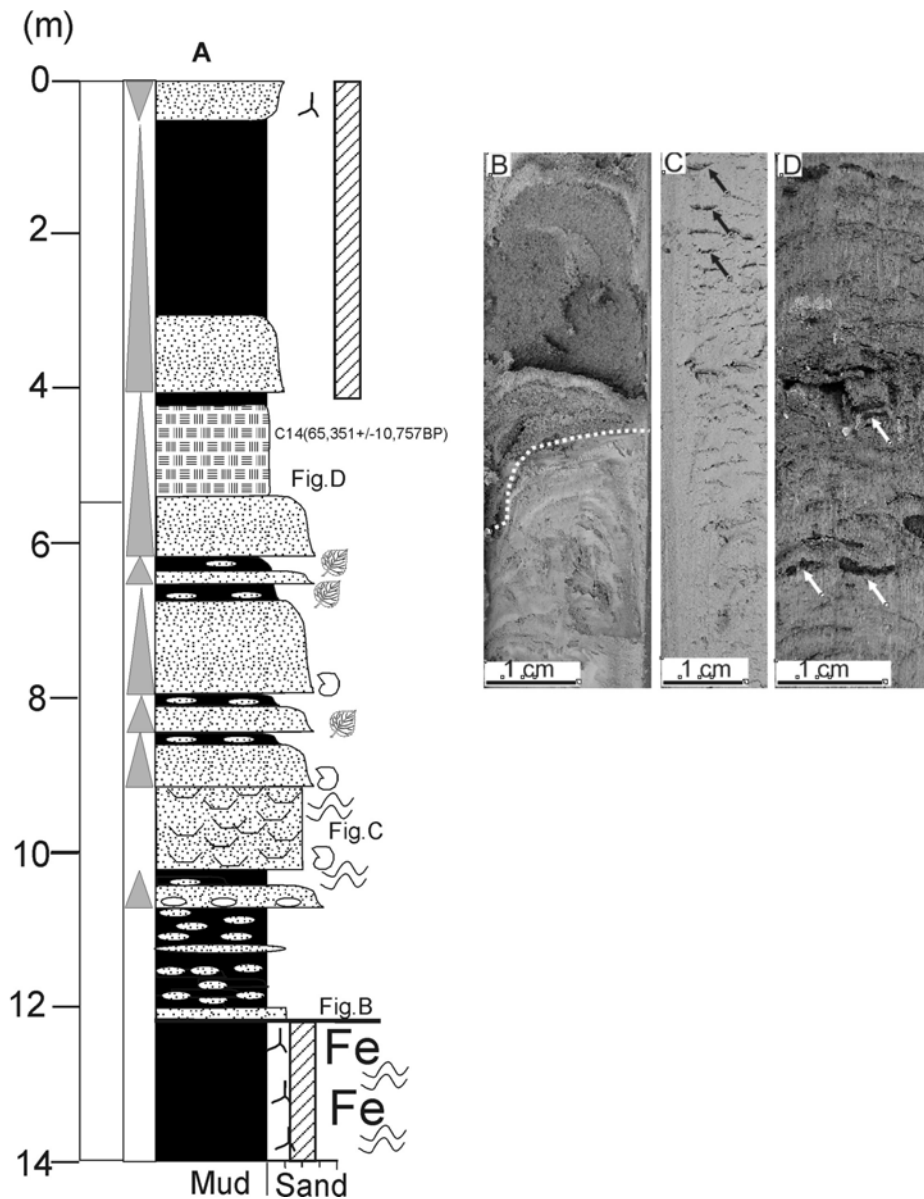 (m)
A
0
B
C
D
2
4
C14(65,351+/-10,757BP)
Fig.D
6
1 cm
1 cm
1 cm
8
Fig.C
10
Fig.B
12
Fe
Fe
14
Mud
Sand